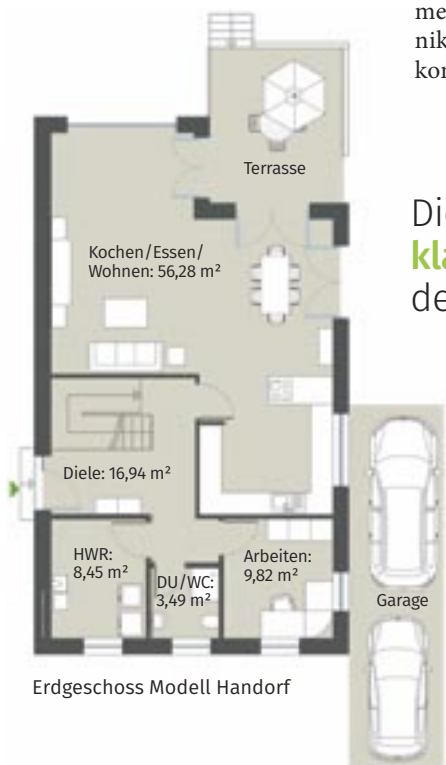 me
nik
kon
Terrasse
Di
kla
de
Kochen/Essen/
Wohnen: 56,28 m²
Diele: 16,94 m²
HWR:
8,45 m²
DU/WC:
3,49 m²
Arbeiten:
9,82 m²
Garage
Erdgeschoss Modell Handorf